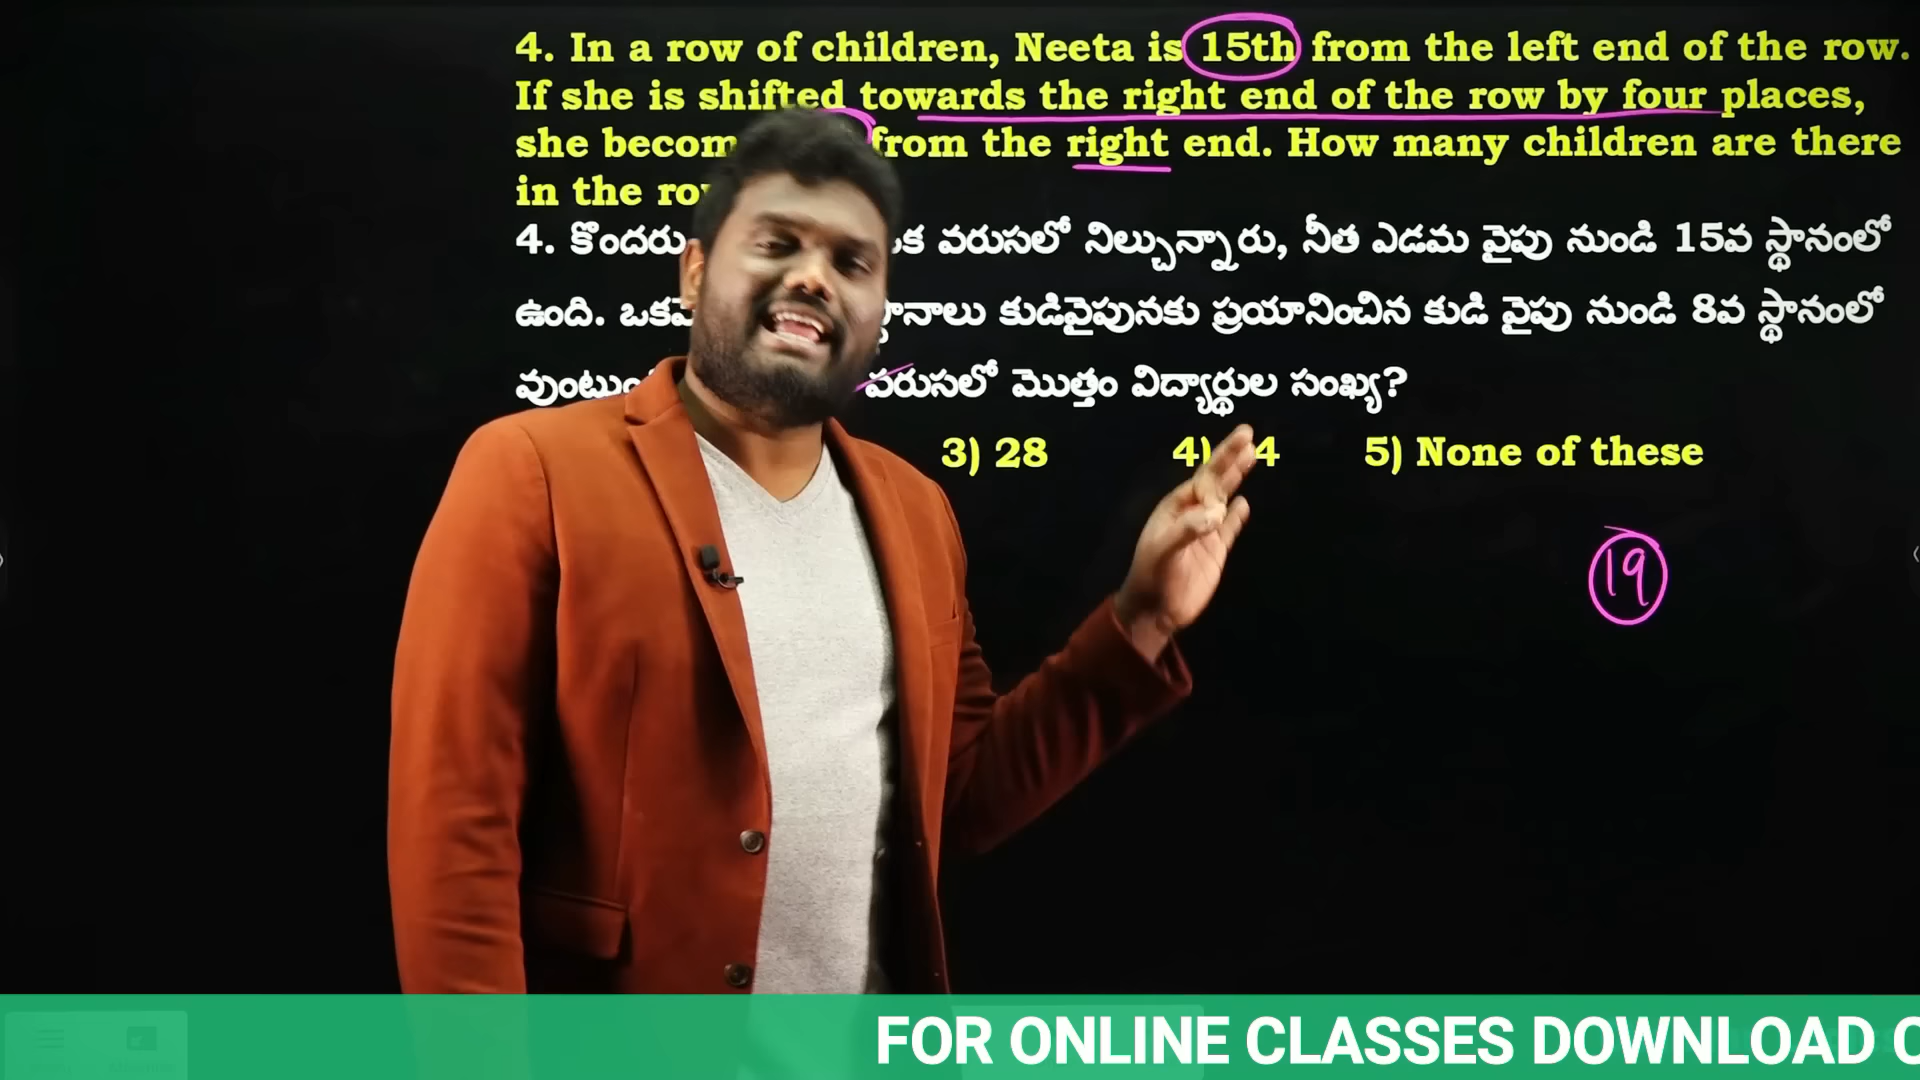 4. In a row of children, Neeta is 15th from the left end of the row.
If she is shifted towards the right end of the row by four places,
she from the right end. How many children are there
in the
4. కొందరు వరుసలో నిల్చున్నారు, నీత ఎడమ వైపు నుండి 15వ స్థానంలో
ఉంది. కుడివైపునకు ప్రయానించిన కుడి వైపు నుండి 8వ స్థానంలో
వరుసలో మొత్తం విద్యార్థుల సంఖ్య?
3) 28 4) 5) None of these
19
FOR ONLINE CLASSES DOWNLOAD